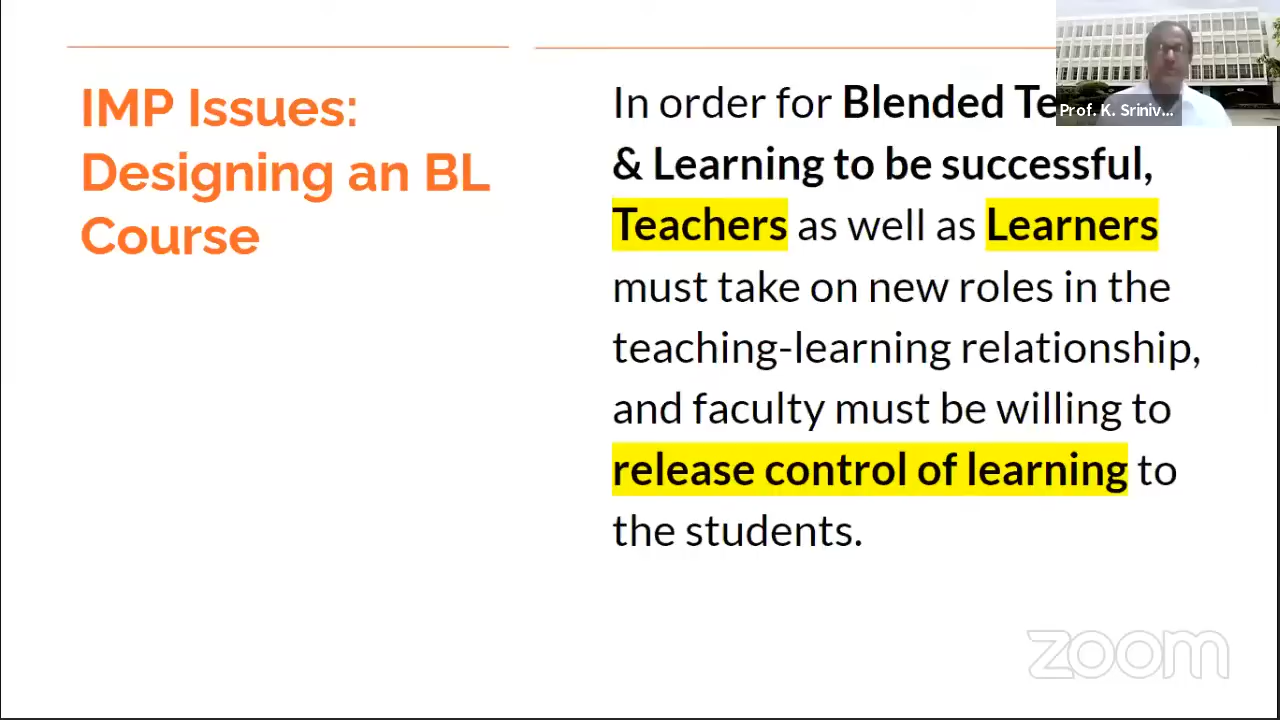 IMP Issues:
Designing an BL
Course
In order for Blended Te
& Learning to be successful,
Teachers as well as Learners
must take on new roles in the
teaching-learning relationship,
and faculty must be willing to
release control of learning to
the students.
Prof. K. Sriniv...
zoom